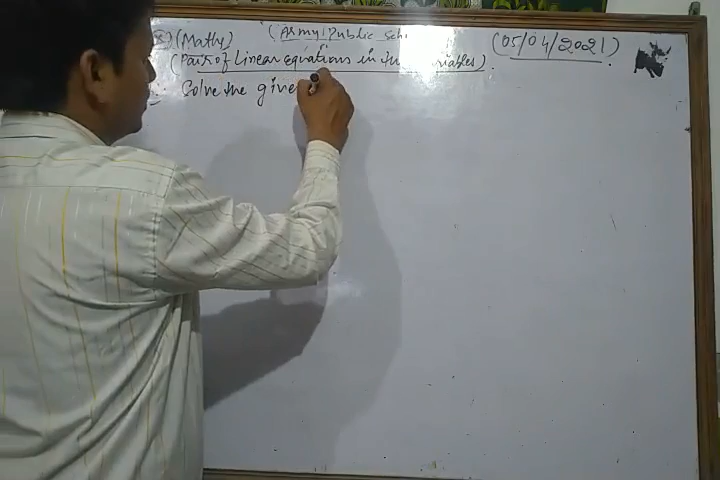 (Maths) (Army Public Sch
(05/04/2021)
(Pair of Linear equations in
Solve the give